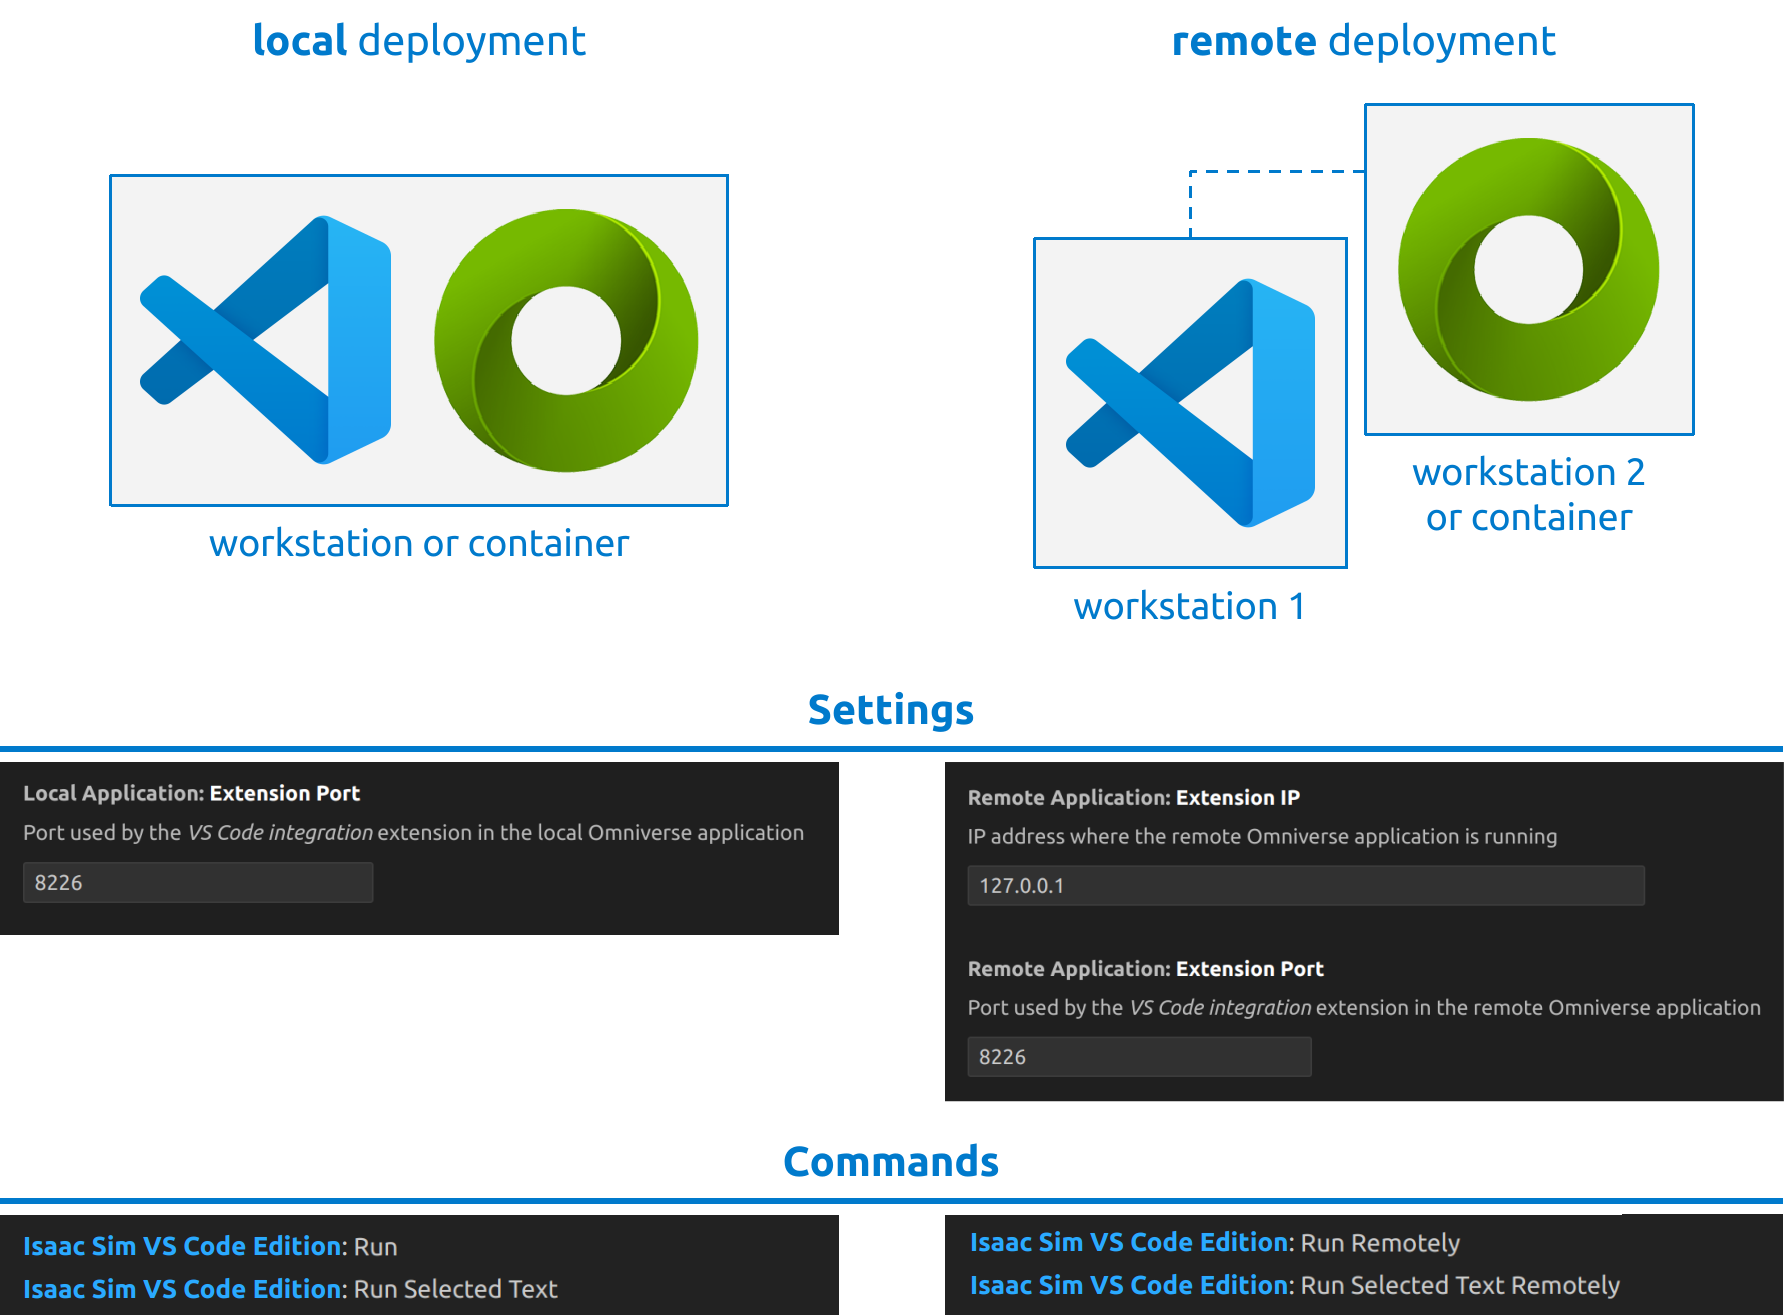 local deployment
remote deployment
workstation or container
workstation 2
or container
workstation 1
Settings
Local Application: Extension Port
Port used by the VS Code integration extension in the local Omniverse application
8226
Remote Application: Extension IP
IP address where the remote Omniverse application is running
127.0.0.1
Remote Application: Extension Port
Port used by the VS Code integration extension in the remote Omniverse application
8226
Commands
Isaac Sim VS Code Edition: Run
Isaac Sim VS Code Edition: Run Selected Text
Isaac Sim VS Code Edition: Run Remotely
Isaac Sim VS Code Edition: Run Selected Text Remotely